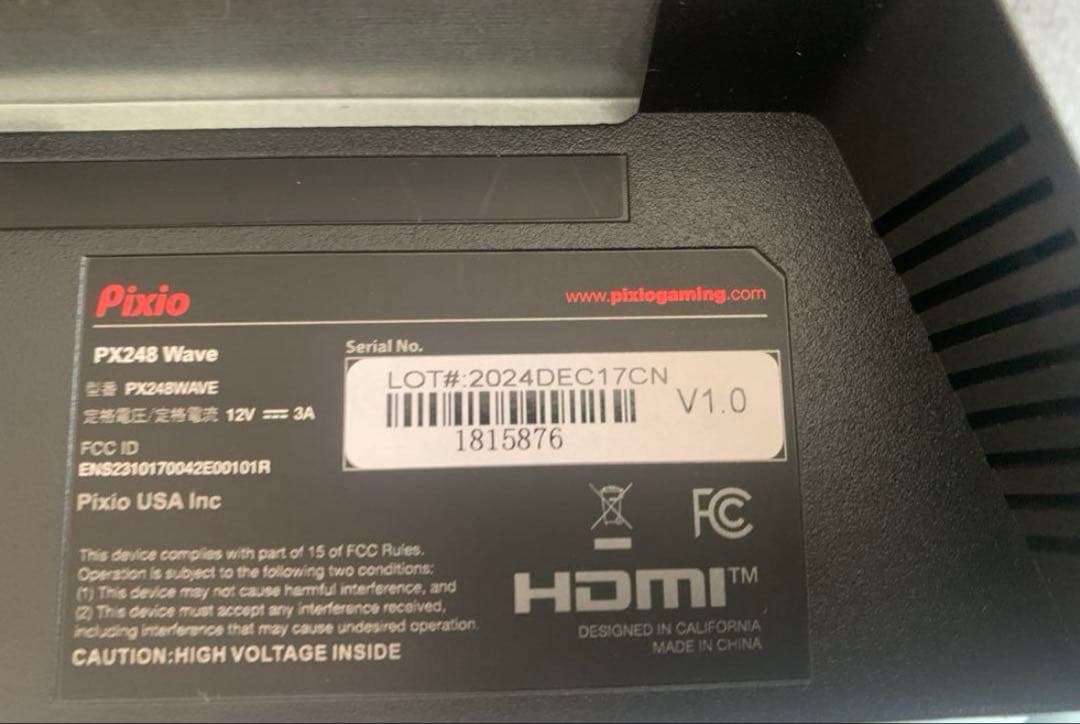 Pixio
www.pixiogaming.com
PX248 Wave
型番 PX248WAVE
定格電圧/定格電流 12V 3A
FCC ID
ENS2310170042E00101R
Pixio USA Inc
Serial No.
LOT#:2024DEC17CN
V1.0
1815876
FC
This device complies with part of 15 of FCC Rules.
Operation is subject to the following two conditions:
(1) This device may not cause harmful interference, and
(2) This device must accept any interference received,
including interference that may cause undesired operation.
CAUTION:HIGH VOLTAGE INSIDE
HDMI™
DESIGNED IN CALIFORNIA
MADE IN CHINA